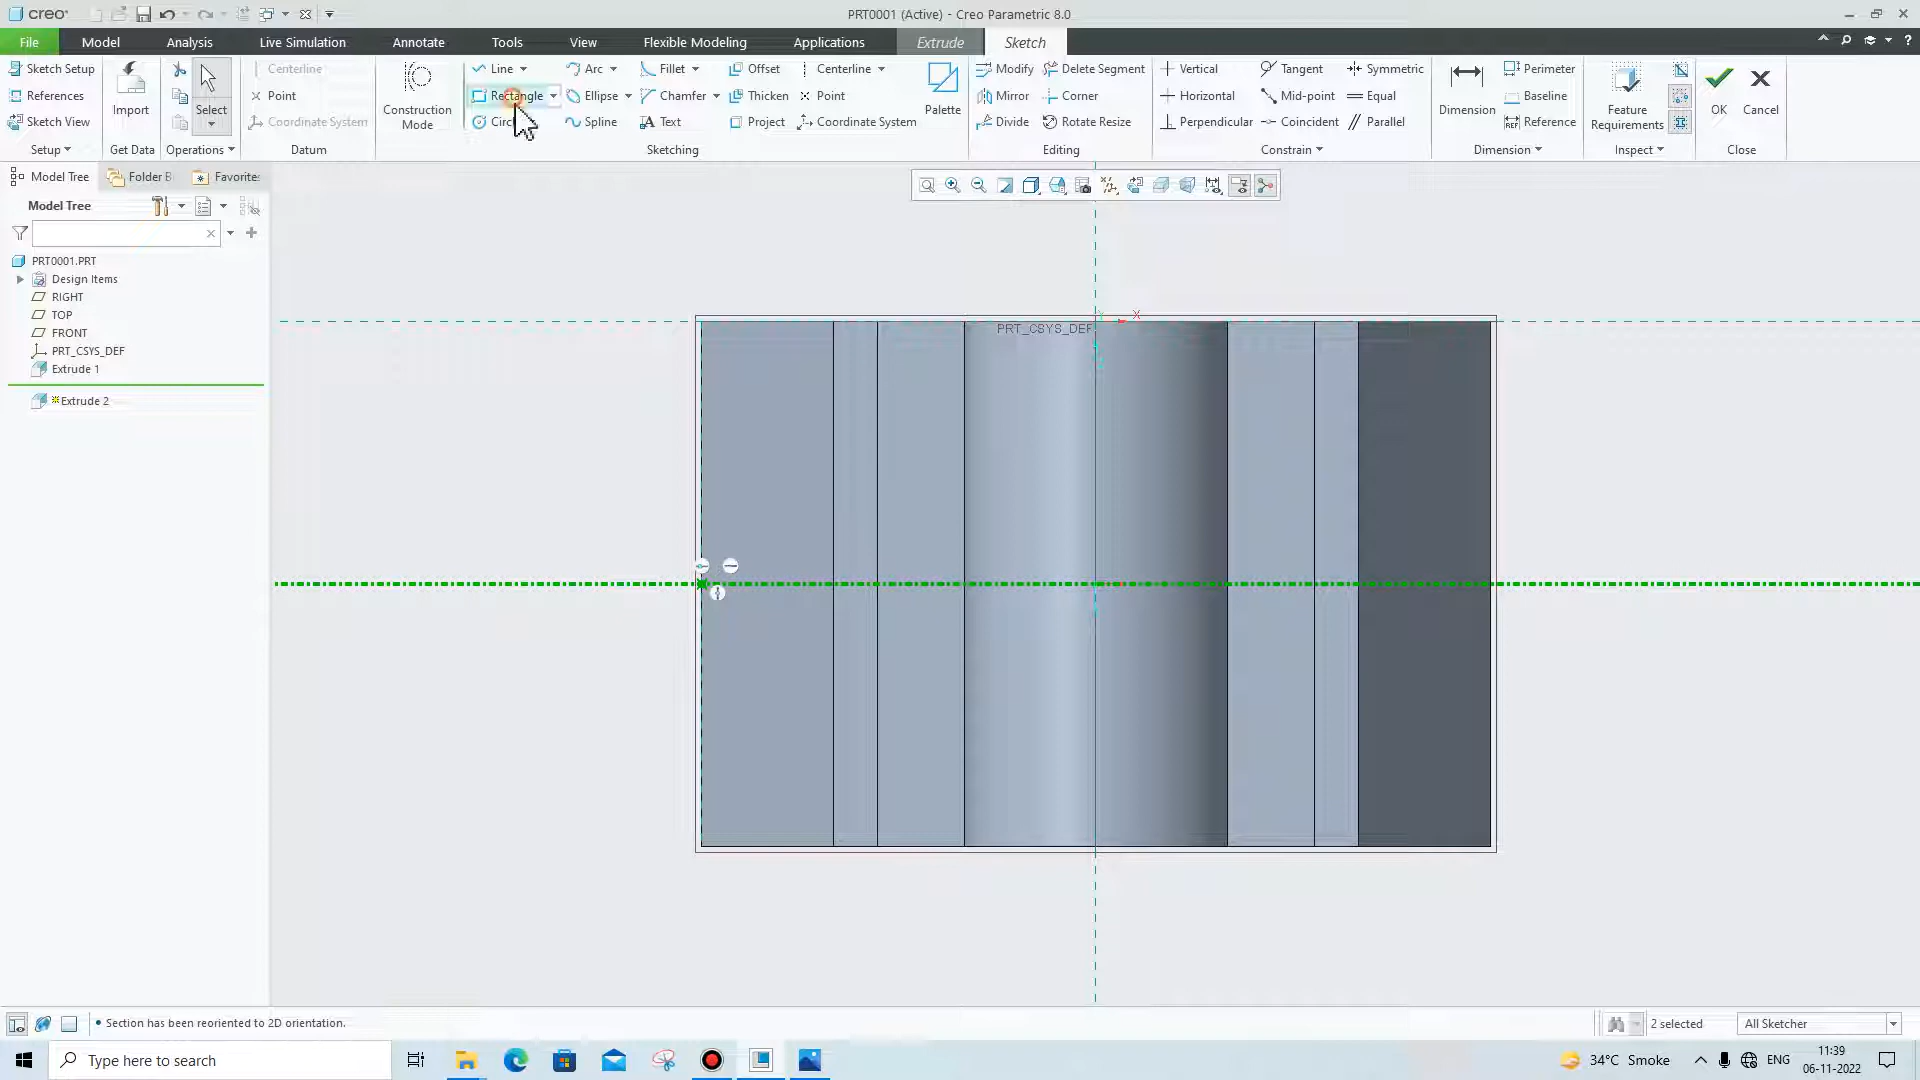 creo
PRT0001 (Active) - Creo Parametric 8.0
File Model Analysis Live Simulation Annotate Tools View Flexible Modeling Applications Extrude Sketch
Sketch Setup
References
Sketch View
Setup
Import
Get Data
Select
Operations
Centerline
Point
Coordinate System
Datum
Construction Mode
Line Arc Fillet Offset Centerline
Rectangle Ellipse Chamfer Thicken Point
Spline Text Project Coordinate System
Palette
Sketching
Modify Delete Segment
Mirror Corner
Divide Rotate Resize
Editing
Vertical Tangent Symmetric
Horizontal Mid-point Equal
Perpendicular Coincident Parallel
Constrain
Dimension
Perimeter
Baseline
REF Reference
Dimension
Feature Requirements
Inspect
OK Cancel
Close
Model Tree Folder B Favorites
Model Tree
PRT0001.PRT
Design Items
RIGHT
TOP
FRONT
PRT_CSYS_DEF
Extrude 1
Extrude 2
X
PRT_CSYS_DEF
• Section has been reoriented to 2D orientation.
2 selected
All Sketcher
Type here to search
34°C Smoke
ENG
11:39
06-11-2022